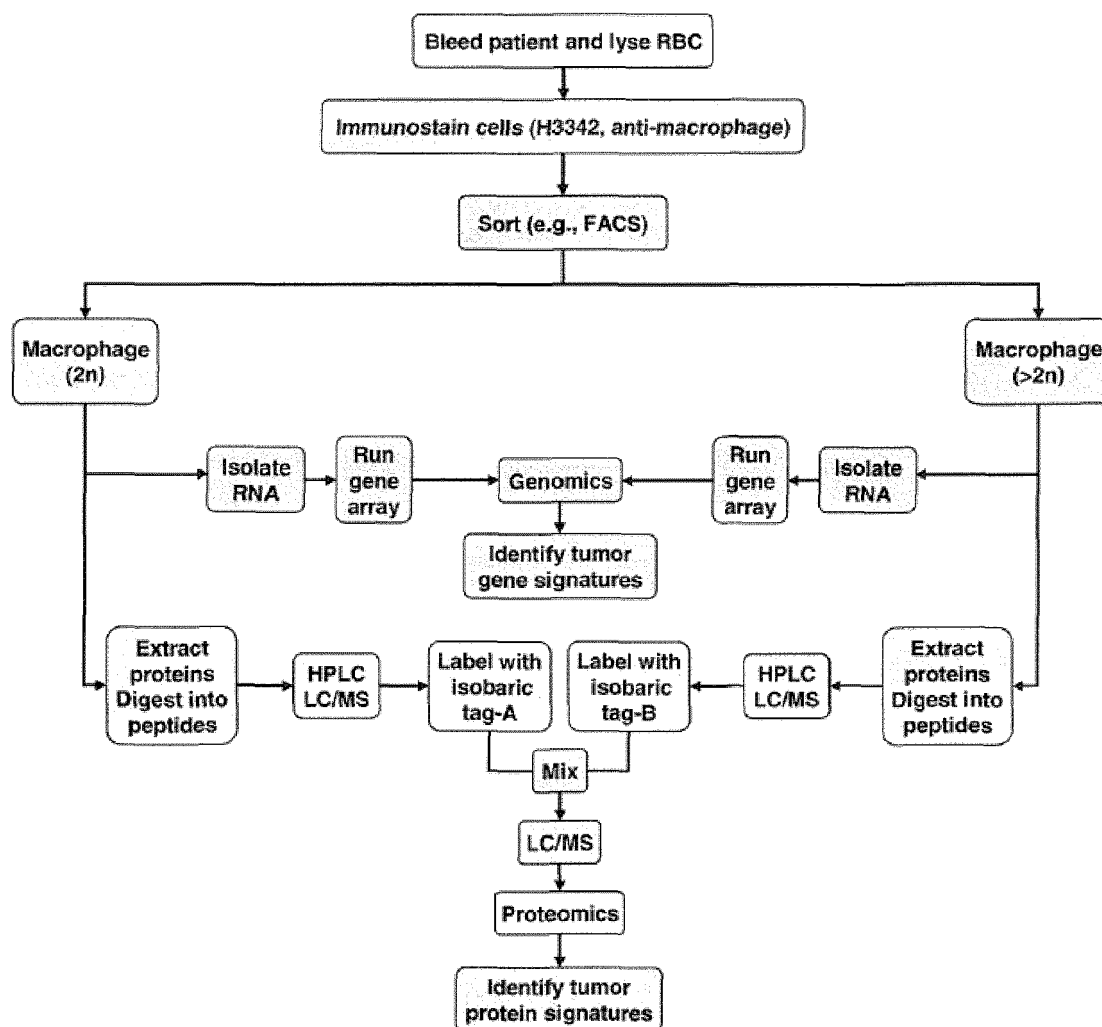 Bleed patient and lyse RBC
Immunostain cells (H3342, anti-macrophage)
Sort (e.g., FACS)
Macrophage
(2n)
Macrophage
(>2n)
Isolate
RNA
Run
gene
array
Genomics
Run
gene
array
Isolate
RNA
Identify tumor
gene signatures
Extract
proteins
Digest into
peptides
HPLC
LC/MS
Label with
isobaric
tag-A
Label with
isobaric
tag-B
HPLC
LC/MS
Extract
proteins
Digest into
peptides
Mix
LC/MS
Proteomics
Identify tumor
protein signatures